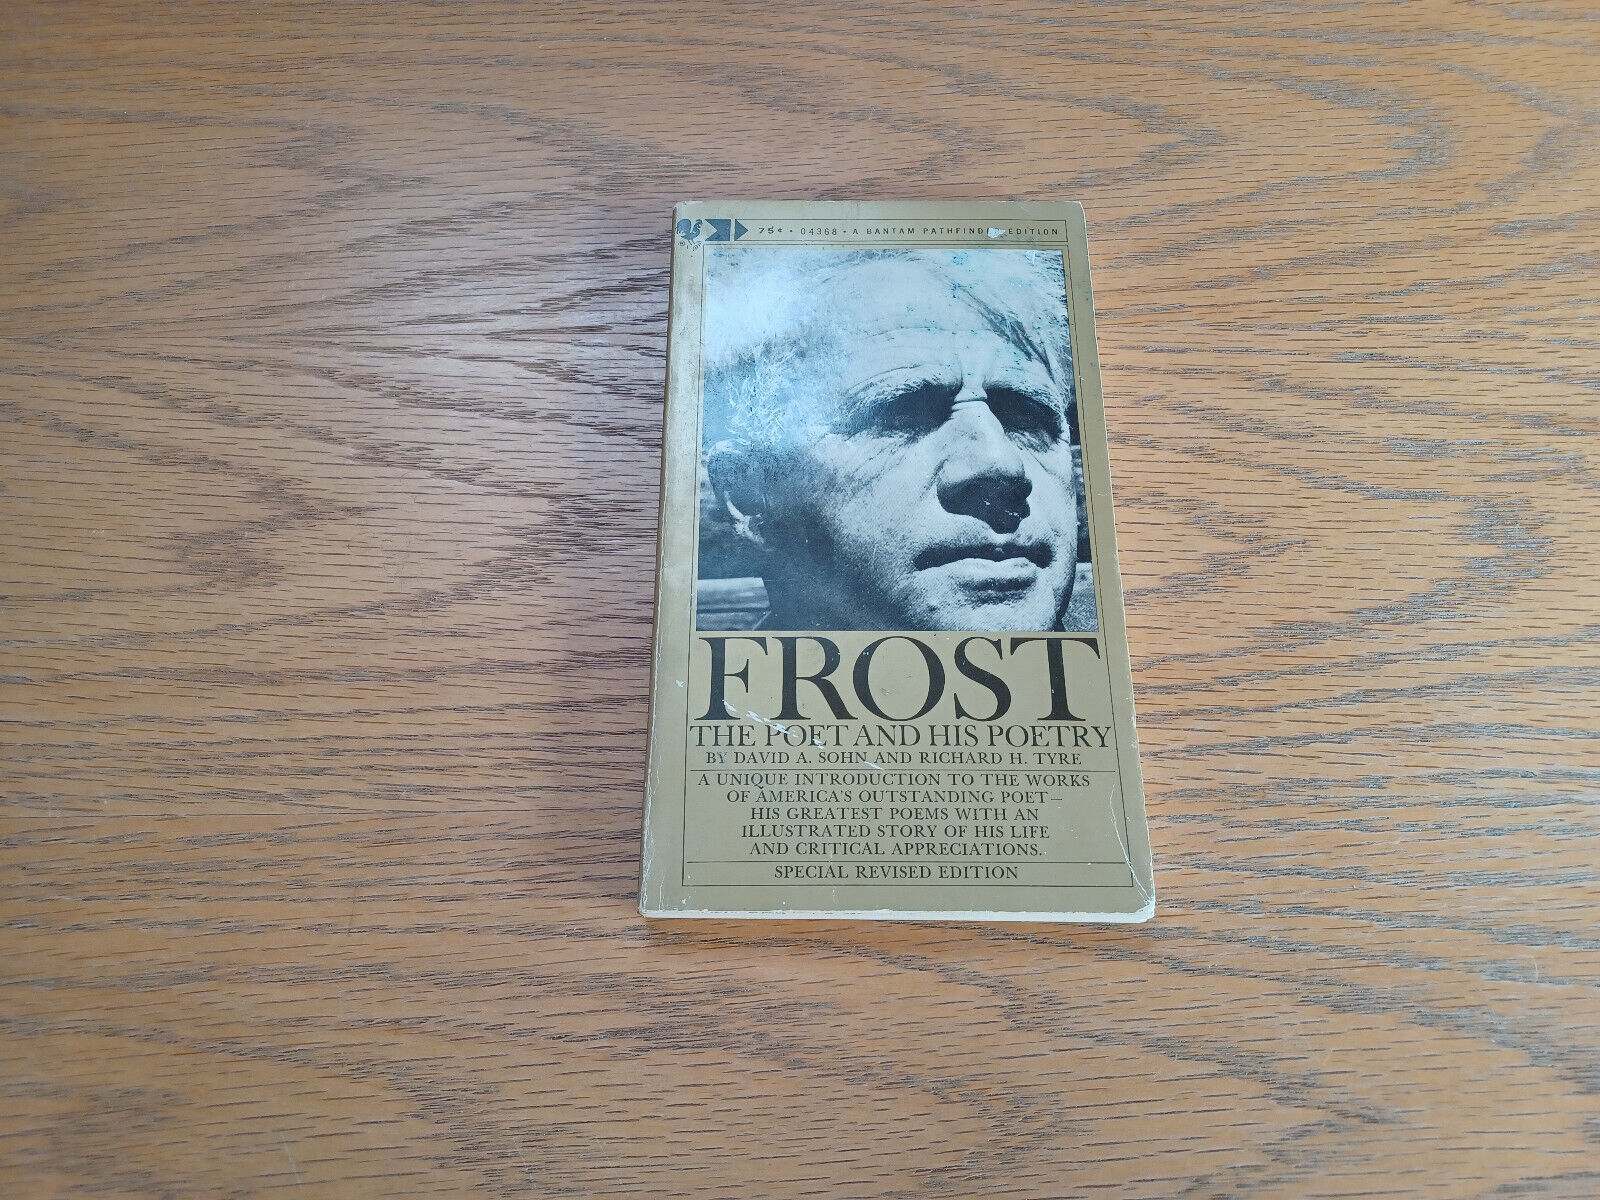 75¢ • 04368 • A BANTAM PATHFINDER EDITION
FROST
THE POET AND HIS POETRY
BY DAVID A. SOHN AND RICHARD H. TYRE
A UNIQUE INTRODUCTION TO THE WORKS
OF AMERICA'S OUTSTANDING POET—
HIS GREATEST POEMS WITH AN
ILLUSTRATED STORY OF HIS LIFE
AND CRITICAL APPRECIATIONS.
SPECIAL REVISED EDITION